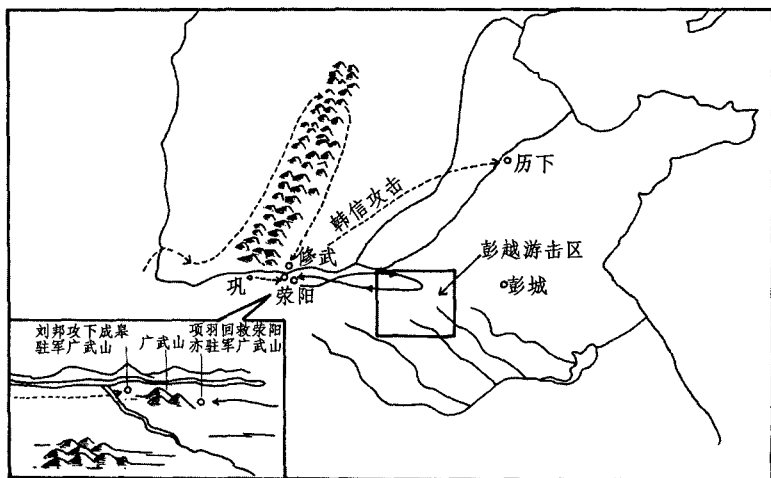 历下
韩信攻击
修武
彭越游击区
巩
荥阳
彭城
刘邦攻下成皋
驻军广武山
广武山
项羽回救荥阳
亦驻军广武山